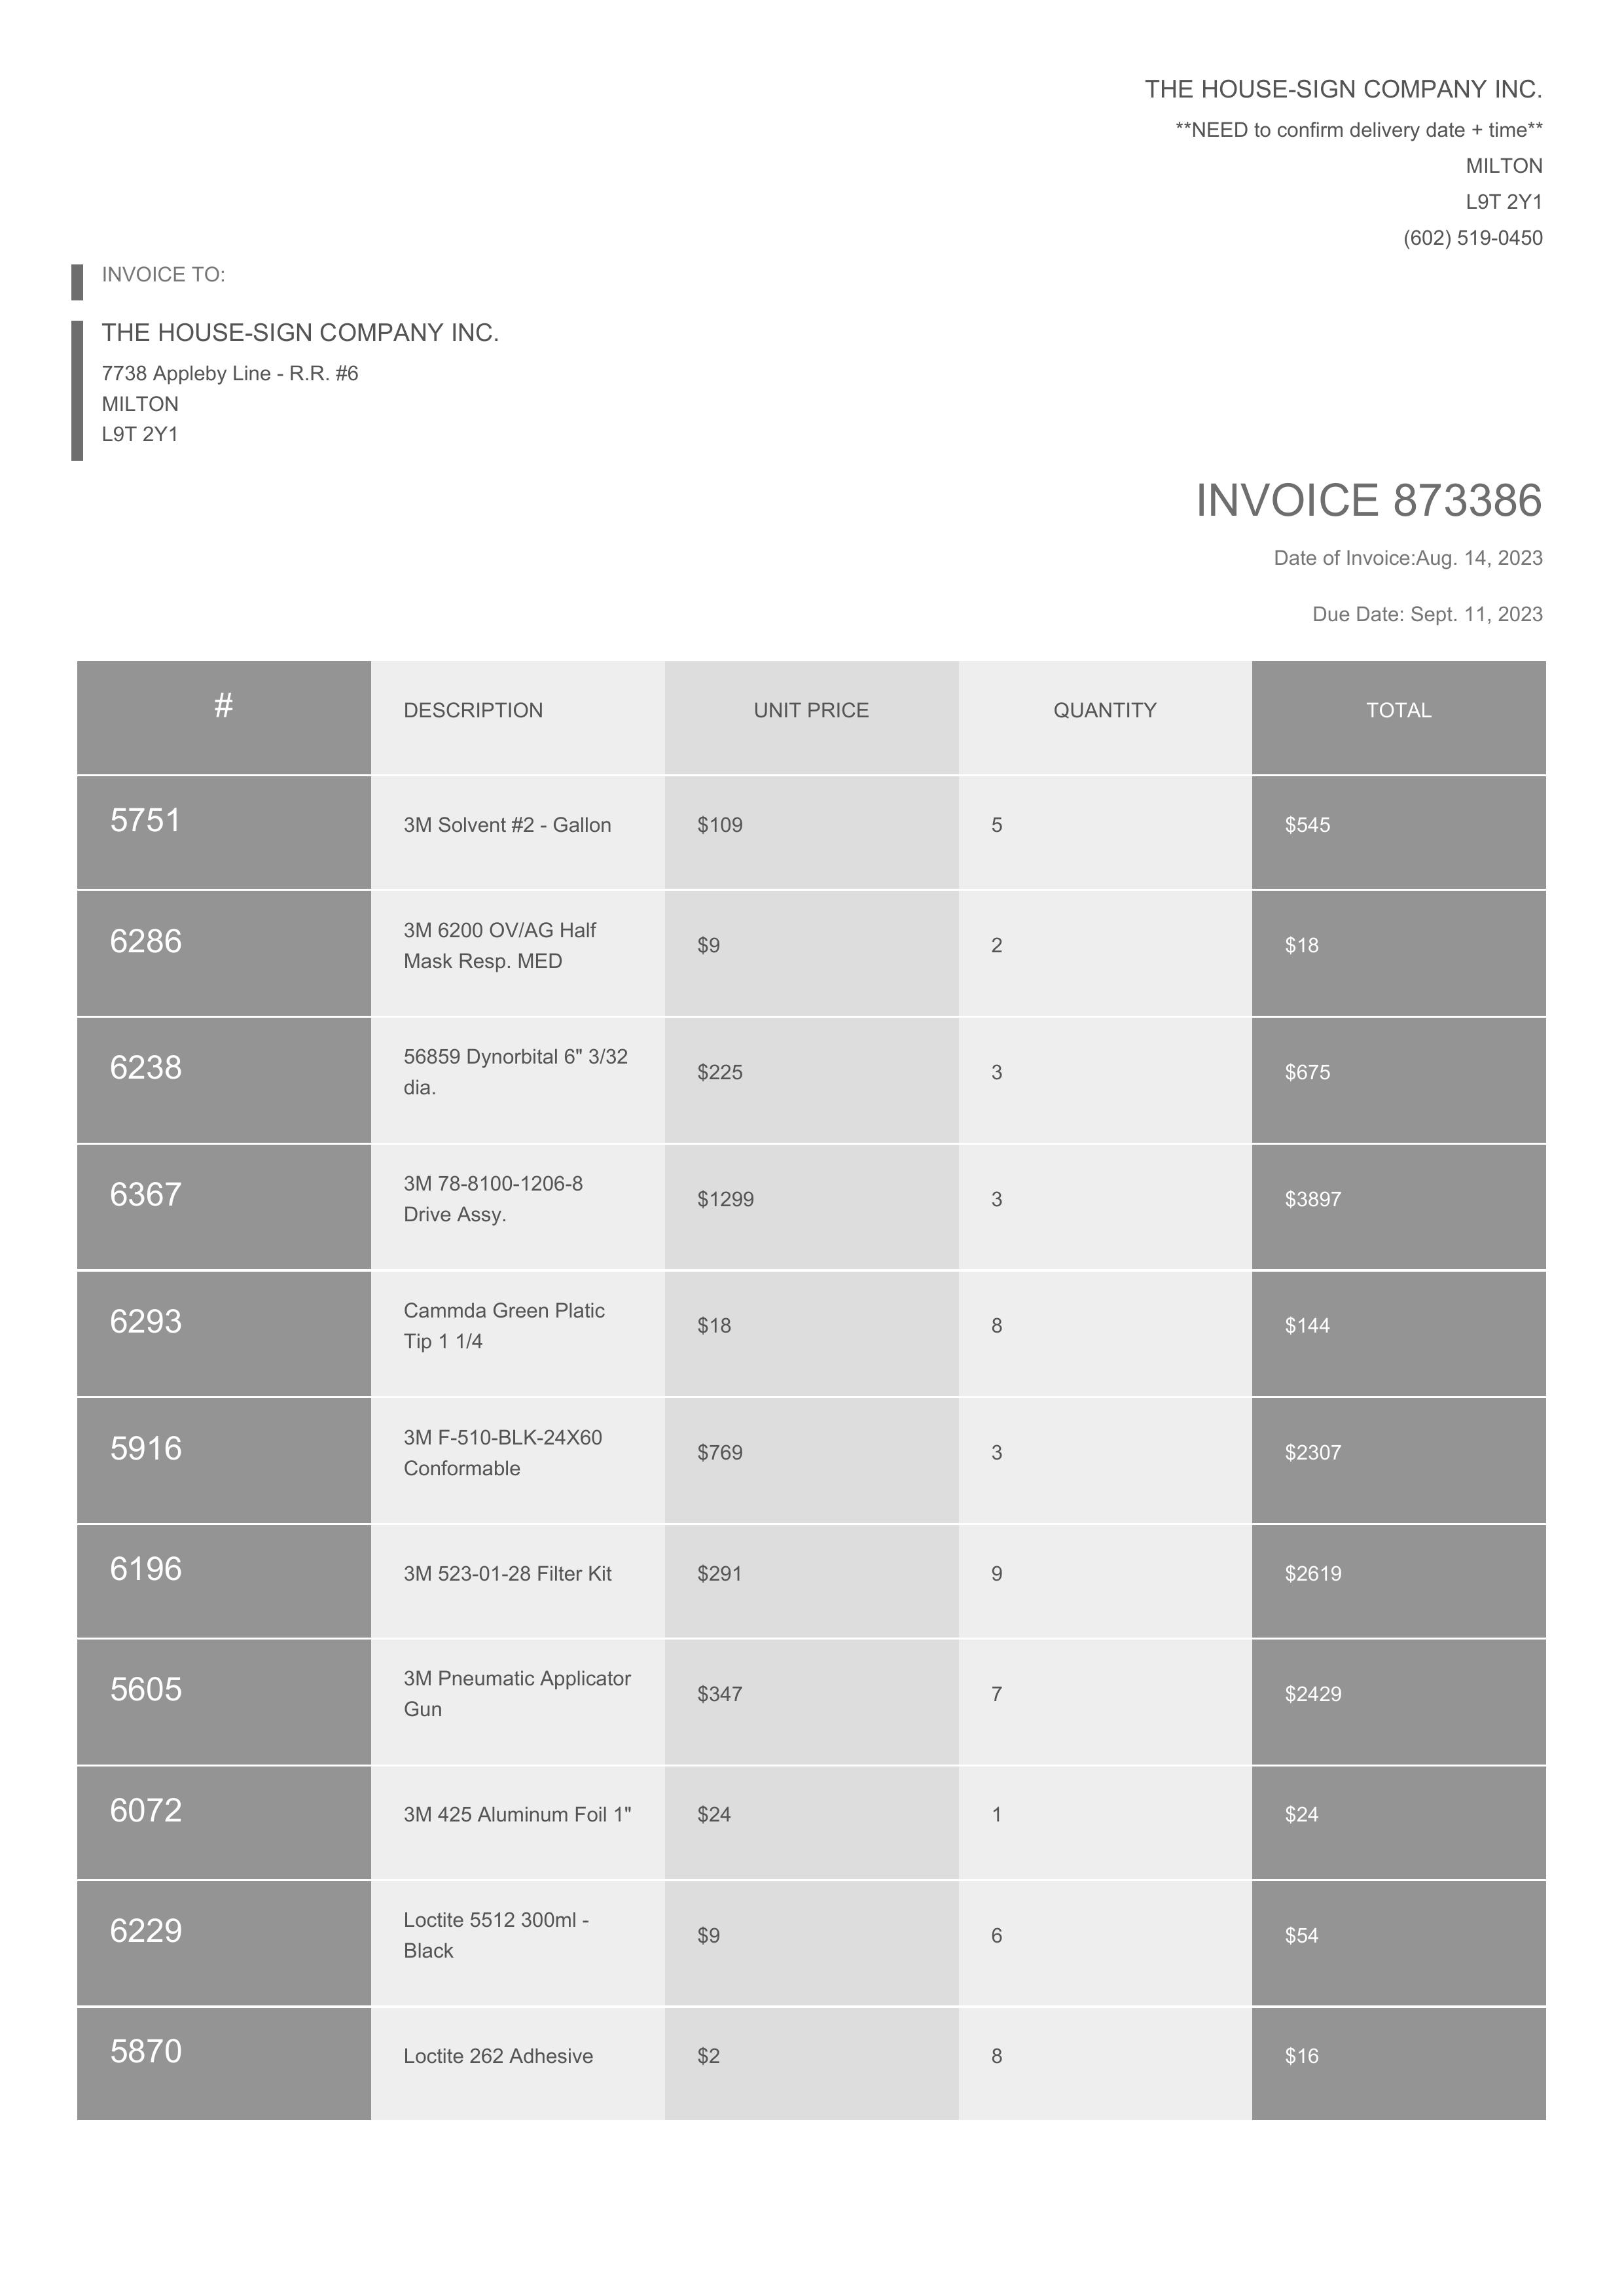 THE HOUSE-SIGN COMPANY INC.
**NEED to confirm delivery date + time**
MILTON
L9T 2Y1
(602) 519-0450
INVOICE TO:
THE HOUSE-SIGN COMPANY INC.
7738 Appleby Line - R.R. #6
MILTON
L9T 2Y1
INVOICE 873386
Date of Invoice:Aug. 14, 2023
Due Date: Sept. 11, 2023
# DESCRIPTION UNIT PRICE QUANTITY TOTAL
5751 3M Solvent #2 - Gallon $109 5 $545
6286 3M 6200 OV/AG Half $9 2 $18
Mask Resp. MED
6238 56859 Dynorbital 6" 3/32 $225 3 $675
dia.
6367 3M 78-8100-1206-8 $1299 3 $3897
Drive Assy.
6293 Cammda Green Platic $18 8 $144
Tip 1 1/4
5916 3M F-510-BLK-24X60 $769 3 $2307
Conformable
6196 3M 523-01-28 Filter Kit $291 9 $2619
5605 3M Pneumatic Applicator $347 7 $2429
Gun
6072 3M 425 Aluminum Foil 1" $24 1 $24
6229 Loctite 5512 300ml - $9 6 $54
Black
5870 Loctite 262 Adhesive $2 8 $16